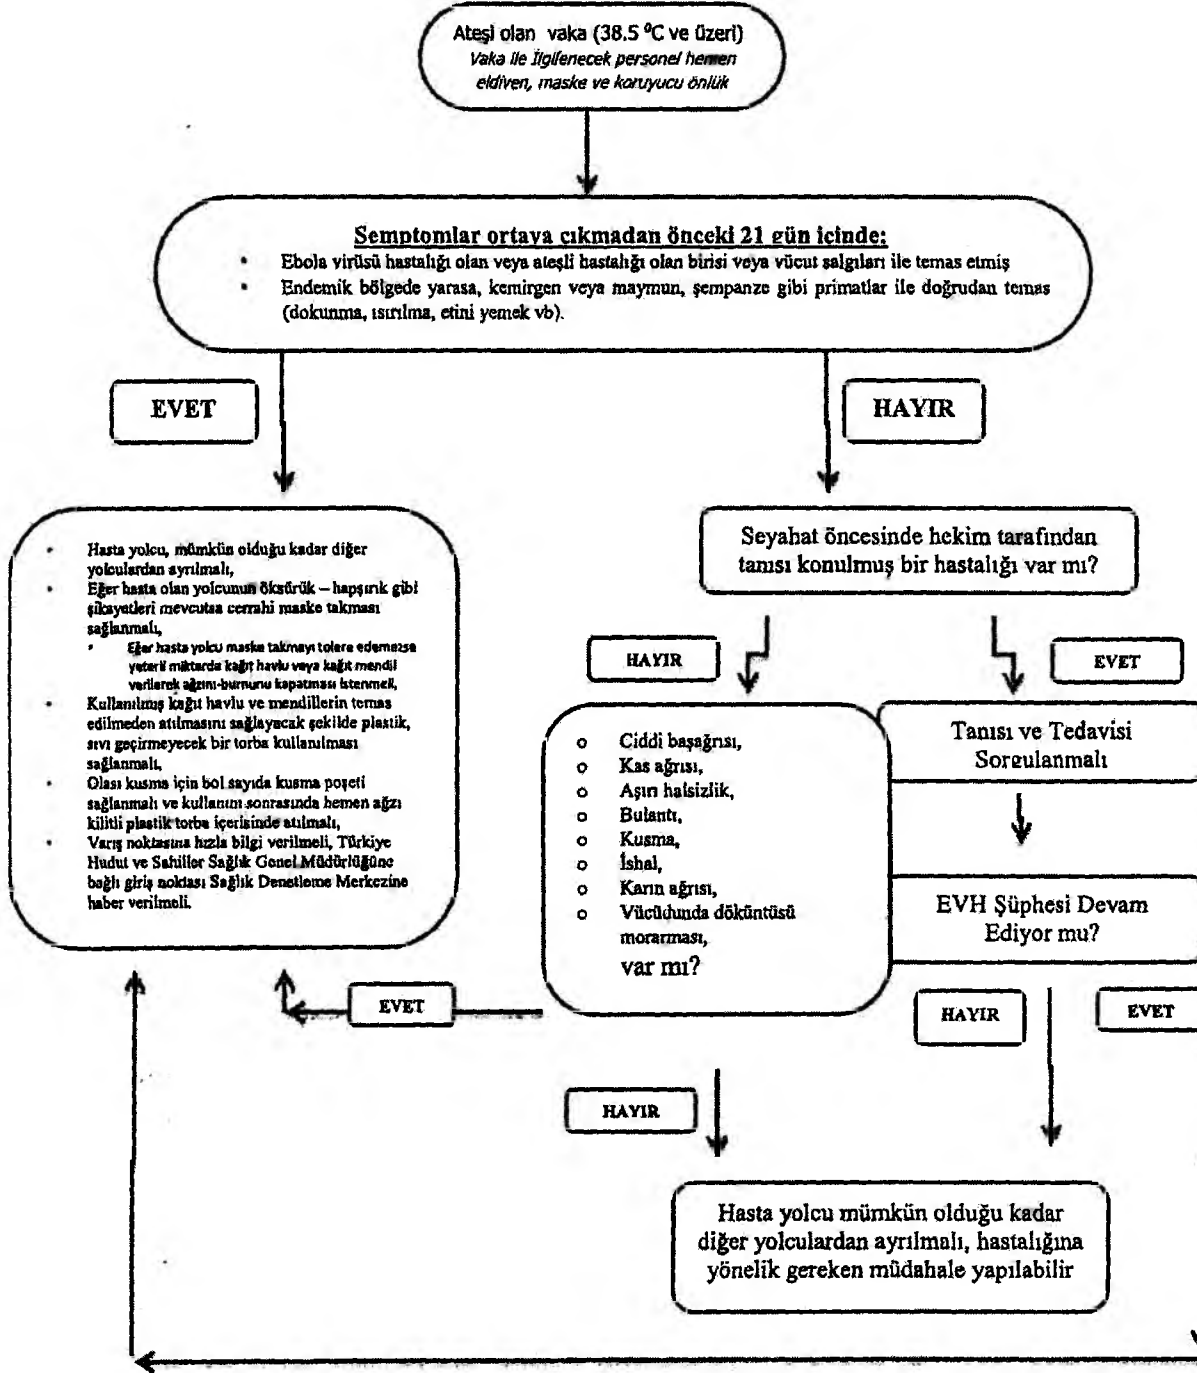 Ateşi olan vaka (38.5 ⁰C ve üzeri)
Vaka ile İlgilenecek personel hemen
eldiven, maske ve koruyucu önlük
Semptomlar ortaya çıkmadan önceki 21 gün içinde:
• Ebola virüsü hastalığı olan veya ateşli hastalığı olan birisi veya vücut salgıları ile temas etmiş
• Endemik bölgede yarasa, kemirgen veya maymun, şempanze gibi primatlar ile doğrudan temas
(dokunma, ısırılma, etini yemek vb).
EVET
HAYIR
• Hasta yolcu, mümkün olduğu kadar diğer
yolculardan ayrılmalı,
• Eğer hasta olan yolcunun öksürük – hapşırık gibi
şikayetleri mevcutsa cerrahi maske takması
sağlanmalı,
• Eğer hasta yolcu maske takmayı tolere edemezse
yeterli miktarda kağıt havlu veya kağıt mendil
verilerek ağzını-burnunu kapatması istenmeli,
• Kullanılmış kağıt havlu ve mendillerin temas
edilmeden atılmasını sağlayacak şekilde plastik,
sıvı geçirmeyecek bir torba kullanılması
sağlanmalı,
• Olası kusma için bol sayıda kusma poşeti
sağlanmalı ve kullanım sonrasında hemen ağzı
kilitli plastik torba içerisinde atılmalı,
• Varış noktasına hızla bilgi verilmeli, Türkiye
Hudut ve Sahiller Sağlık Genel Müdürlüğüne
bağlı giriş noktası Sağlık Denetleme Merkezine
haber verilmeli.
Seyahat öncesinde hekim tarafından
tanısı konulmuş bir hastalığı var mı?
HAYIR
EVET
o Ciddi başağrısı,
o Kas ağrısı,
o Aşırı halsizlik,
o Bulantı,
o Kusma,
o İshal,
o Karın ağrısı,
o Vücüdunda döküntüsü
morarması,
var mı?
Tanısı ve Tedavisi
Sorgulanmalı
EVH Şüphesi Devam
Ediyor mu?
EVET
HAYIR
EVET
HAYIR
Hasta yolcu mümkün olduğu kadar
diğer yolculardan ayrılmalı, hastalığına
yönelik gereken müdahale yapılabilir